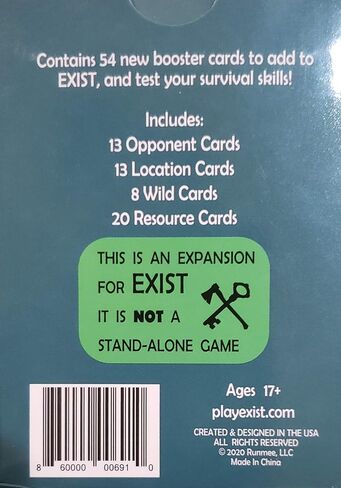 Contains 54 new booster cards to add to
EXIST, and test your survival skills!
Includes:
13 Opponent Cards
13 Location Cards
8 Wild Cards
20 Resource Cards
THIS IS AN EXPANSION
FOR EXIST
IT IS NOT A
STAND-ALONE GAME
Ages 17+
playexist.com
CREATED & DESIGNED IN THE USA
ALL RIGHTS RESERVED
© 2020 Runmee, LLC
Made In China
8 60000 00691 0